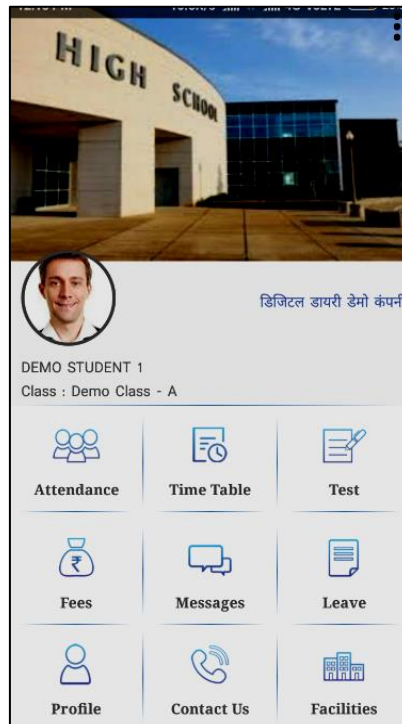 HIGH SCHOOL
डिजिटल डायरी डेमो कंपनी
DEMO STUDENT 1
Class : Demo Class - A
Attendance
Time Table
Test
Fees
Messages
Leave
Profile
Contact Us
Facilities